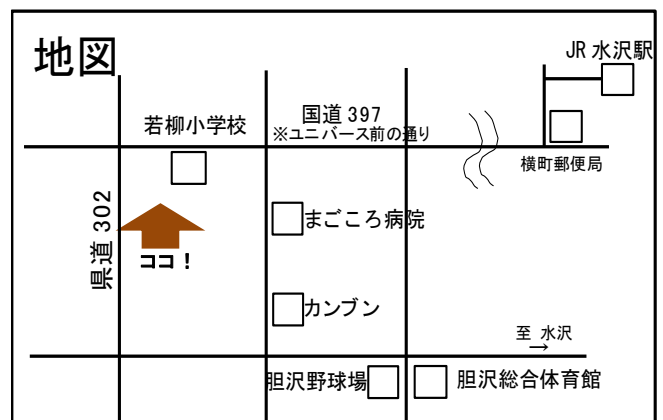 地図
JR 水沢駅
国道 397
若柳小学校
※ユニバース前の通り
横町郵便局
県道 302
まごころ病院
ココ！
カンブン
至 水沢
→
胆沢野球場
胆沢総合体育館